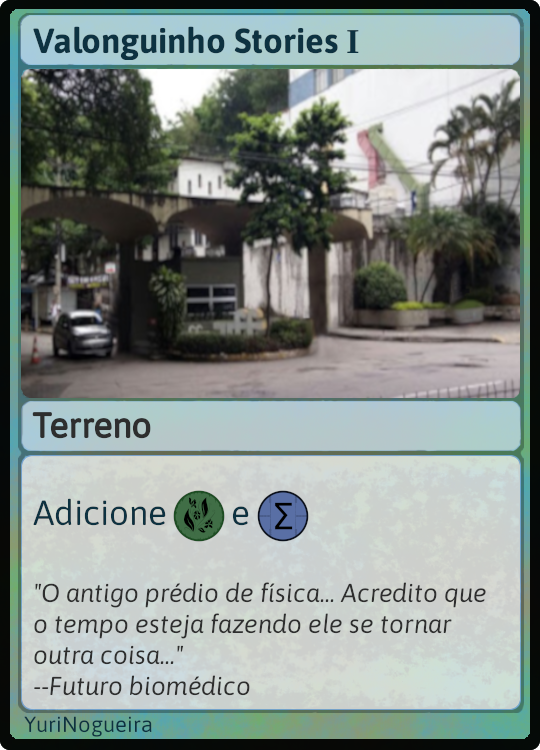 Valonguinho Stories I
Terreno
Adicione e Σ
"O antigo prédio de física... Acredito que
o tempo esteja fazendo ele se tornar
outra coisa..."
--Futuro biomédico
YuriNogueira